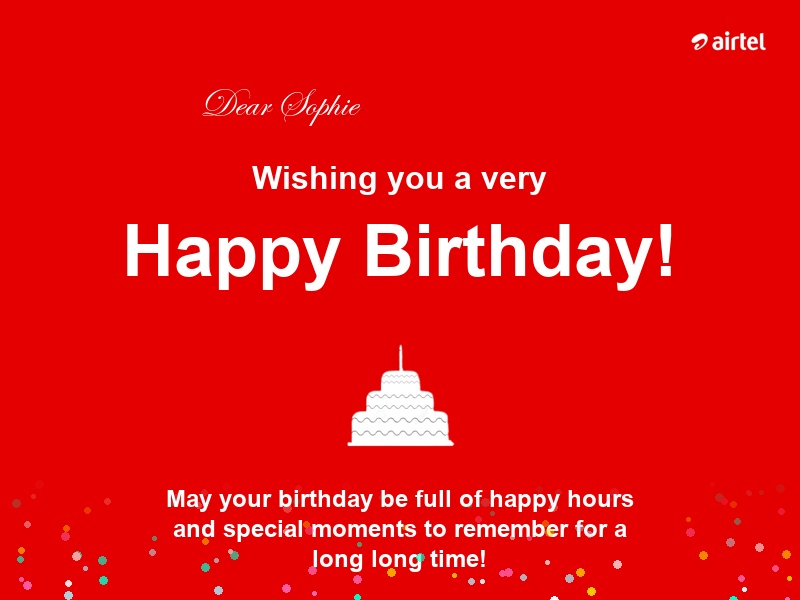 airtel
Dear Sophie
Wishing you a very
Happy Birthday!
May your birthday be full of happy hours
and special moments to remember for a
long long time!